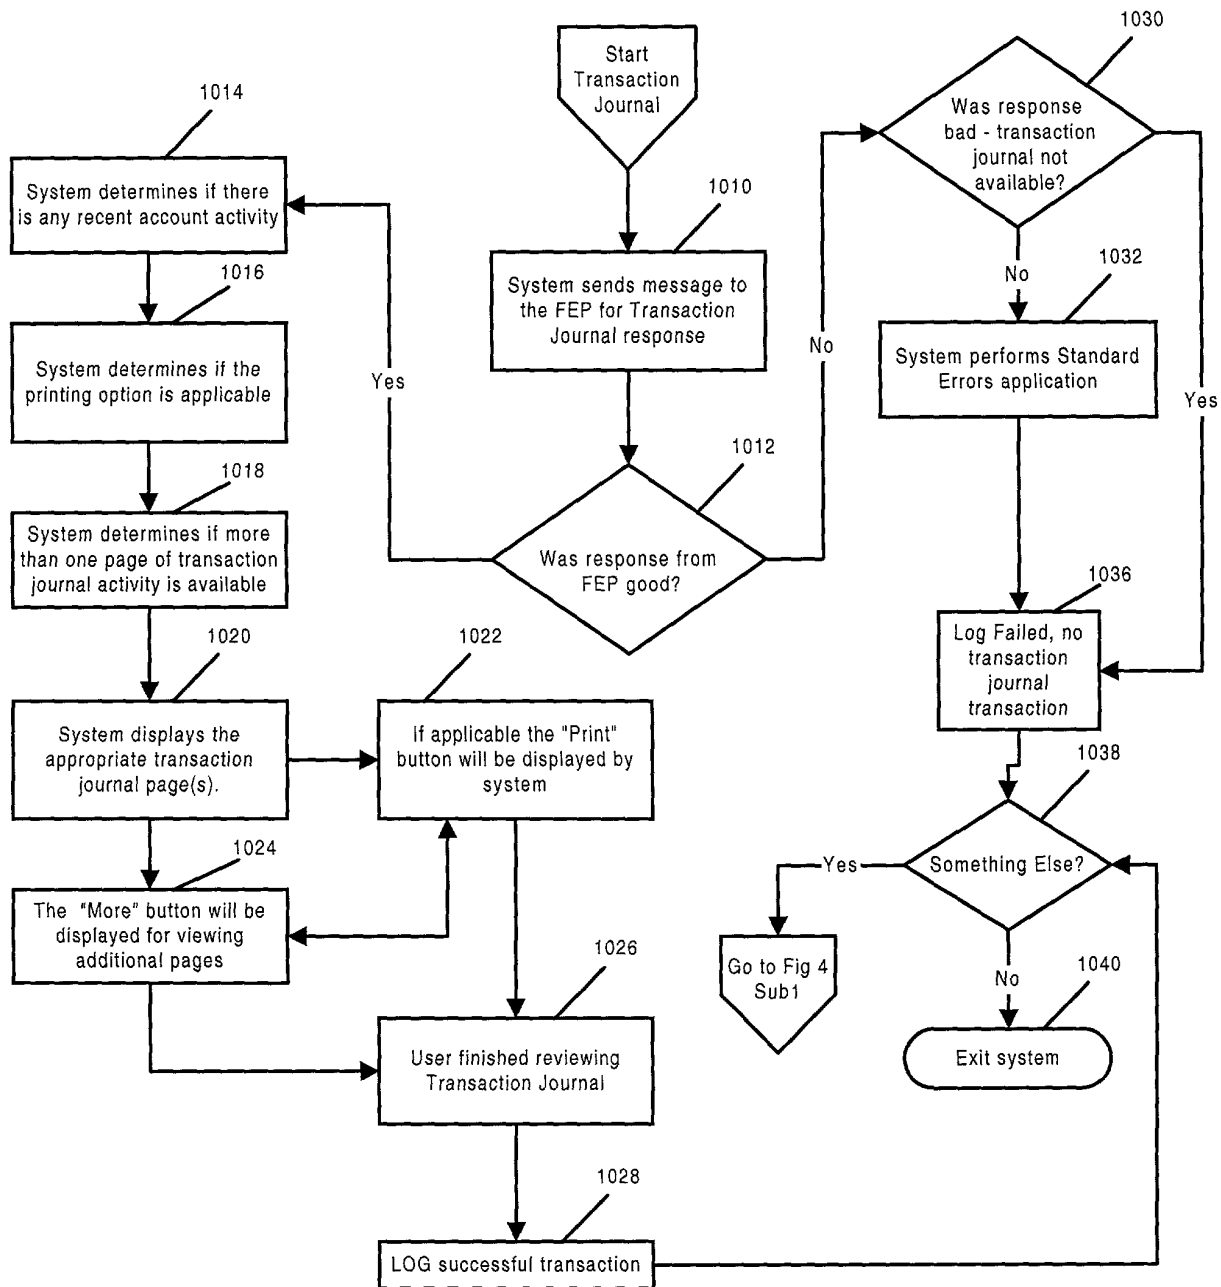 Start
Transaction
Journal
1010
System sends message to
the FEP for Transaction
Journal response
1012
Was response from
FEP good?
Yes
No
1014
System determines if there
is any recent account activity
1016
System determines if the
printing option is applicable
1018
System determines if more
than one page of transaction
journal activity is available
1020
System displays the
appropriate transaction
journal page(s).
1022
If applicable the "Print"
button will be displayed by
system
1024
The "More" button will be
displayed for viewing
additional pages
1026
User finished reviewing
Transaction Journal
1028
LOG successful transaction
1030
Was response
bad - transaction
journal not
available?
No
Yes
1032
System performs Standard
Errors application
1036
Log Failed, no
transaction
journal
transaction
1038
Something Else?
Yes
Go to Fig 4
Sub1
No
1040
Exit system